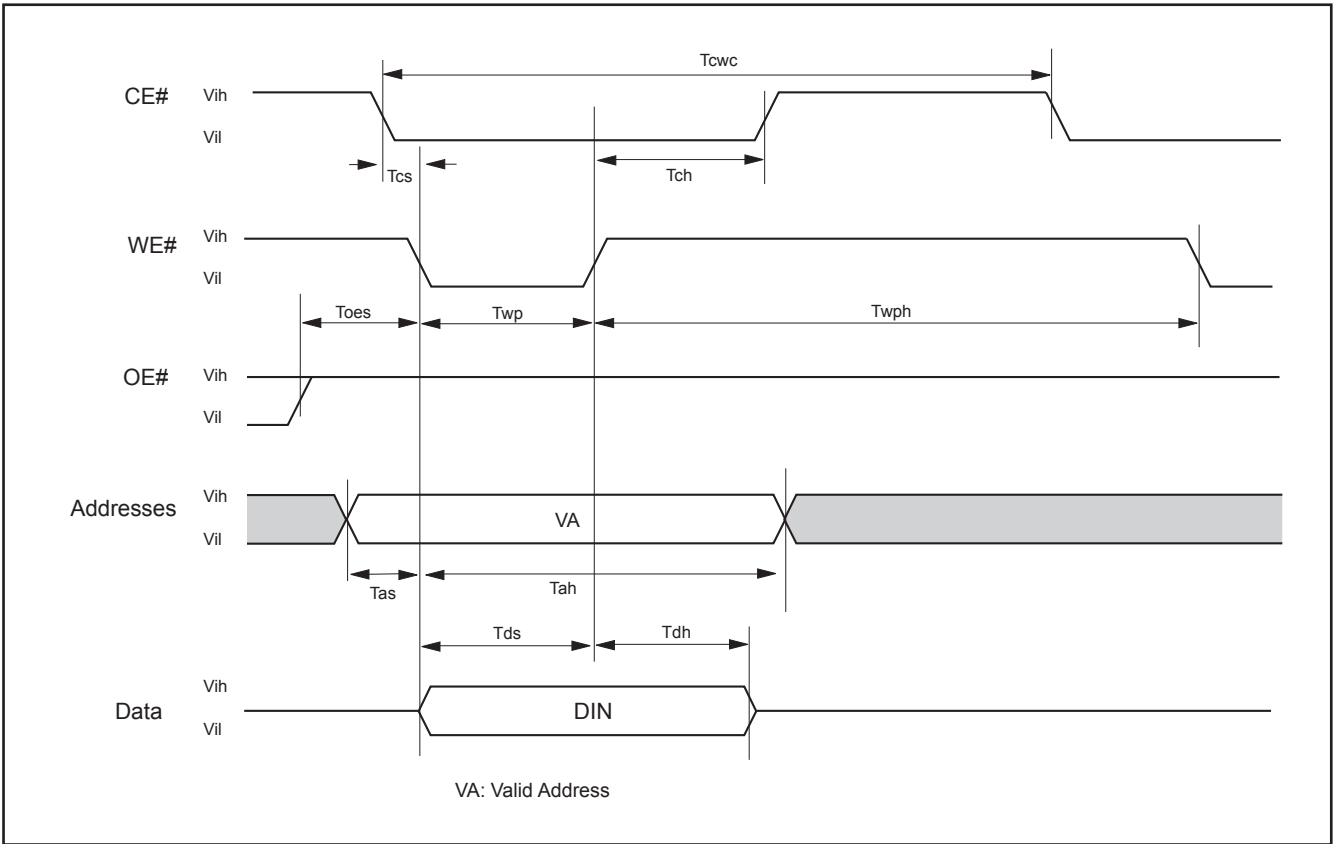 Tcwc
CE# Vih
Vil
Tcs Tch
WE# Vih
Vil
Toes Twp Twph
OE# Vih
Vil
Addresses Vih
VA
Vil
Tas Tah
Tds Tdh
Vih
Data DIN
Vil
VA: Valid Address